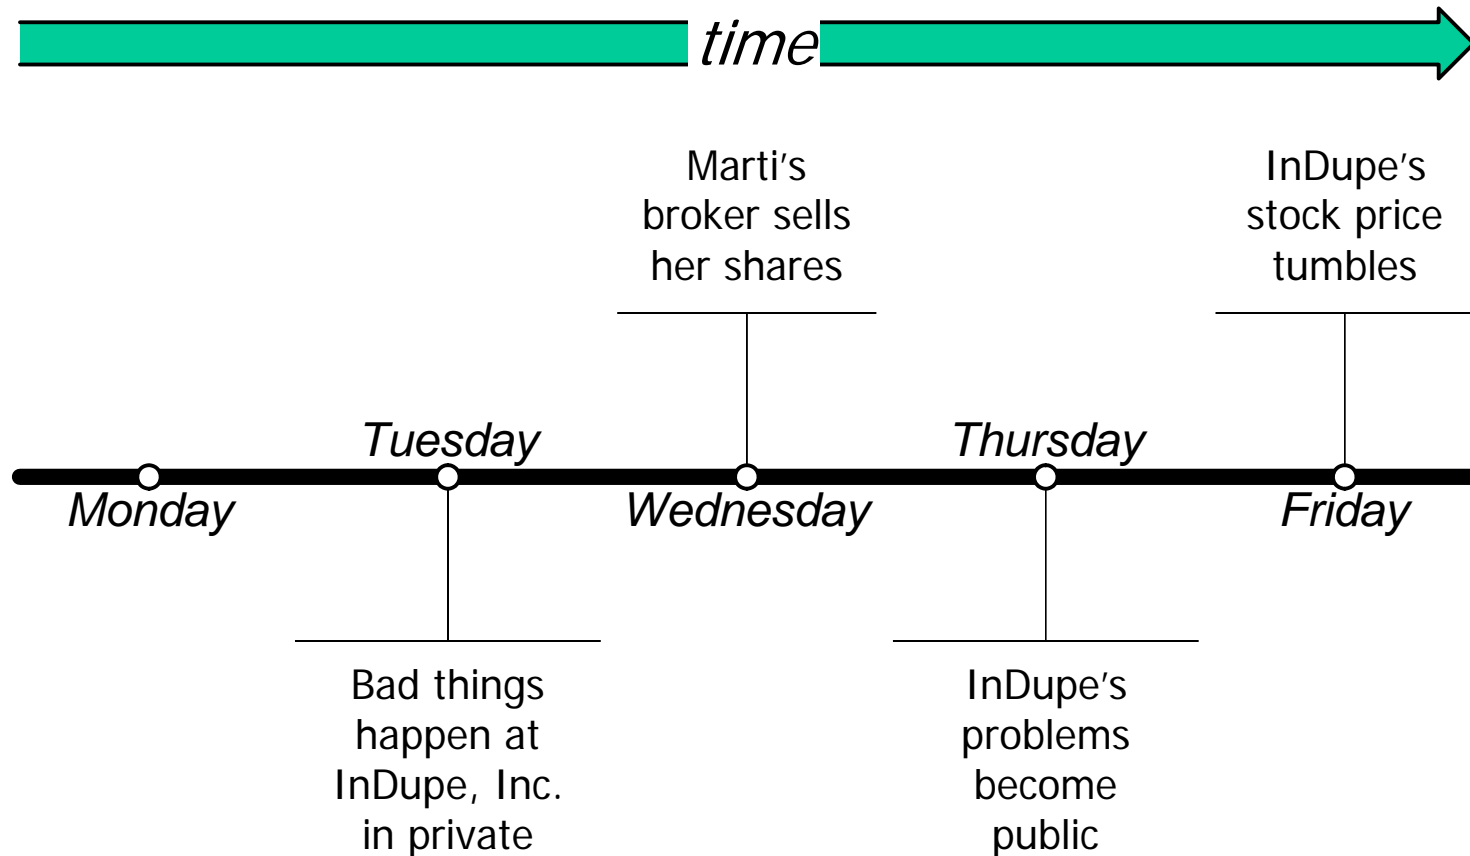 time
Marti's
broker sells
her shares
InDupe's
stock price
tumbles
Tuesday
Thursday
Monday
Wednesday
Friday
Bad things
happen at
InDupe, Inc.
in private
InDupe's
problems
become
public